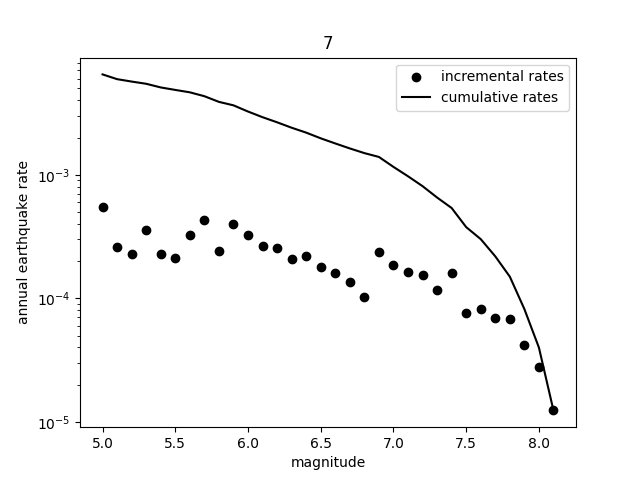 7
incremental rates
cumulative rates
annual earthquake rate
10⁻³
10⁻⁴
10⁻⁵
5.0 5.5 6.0 6.5 7.0 7.5 8.0
magnitude